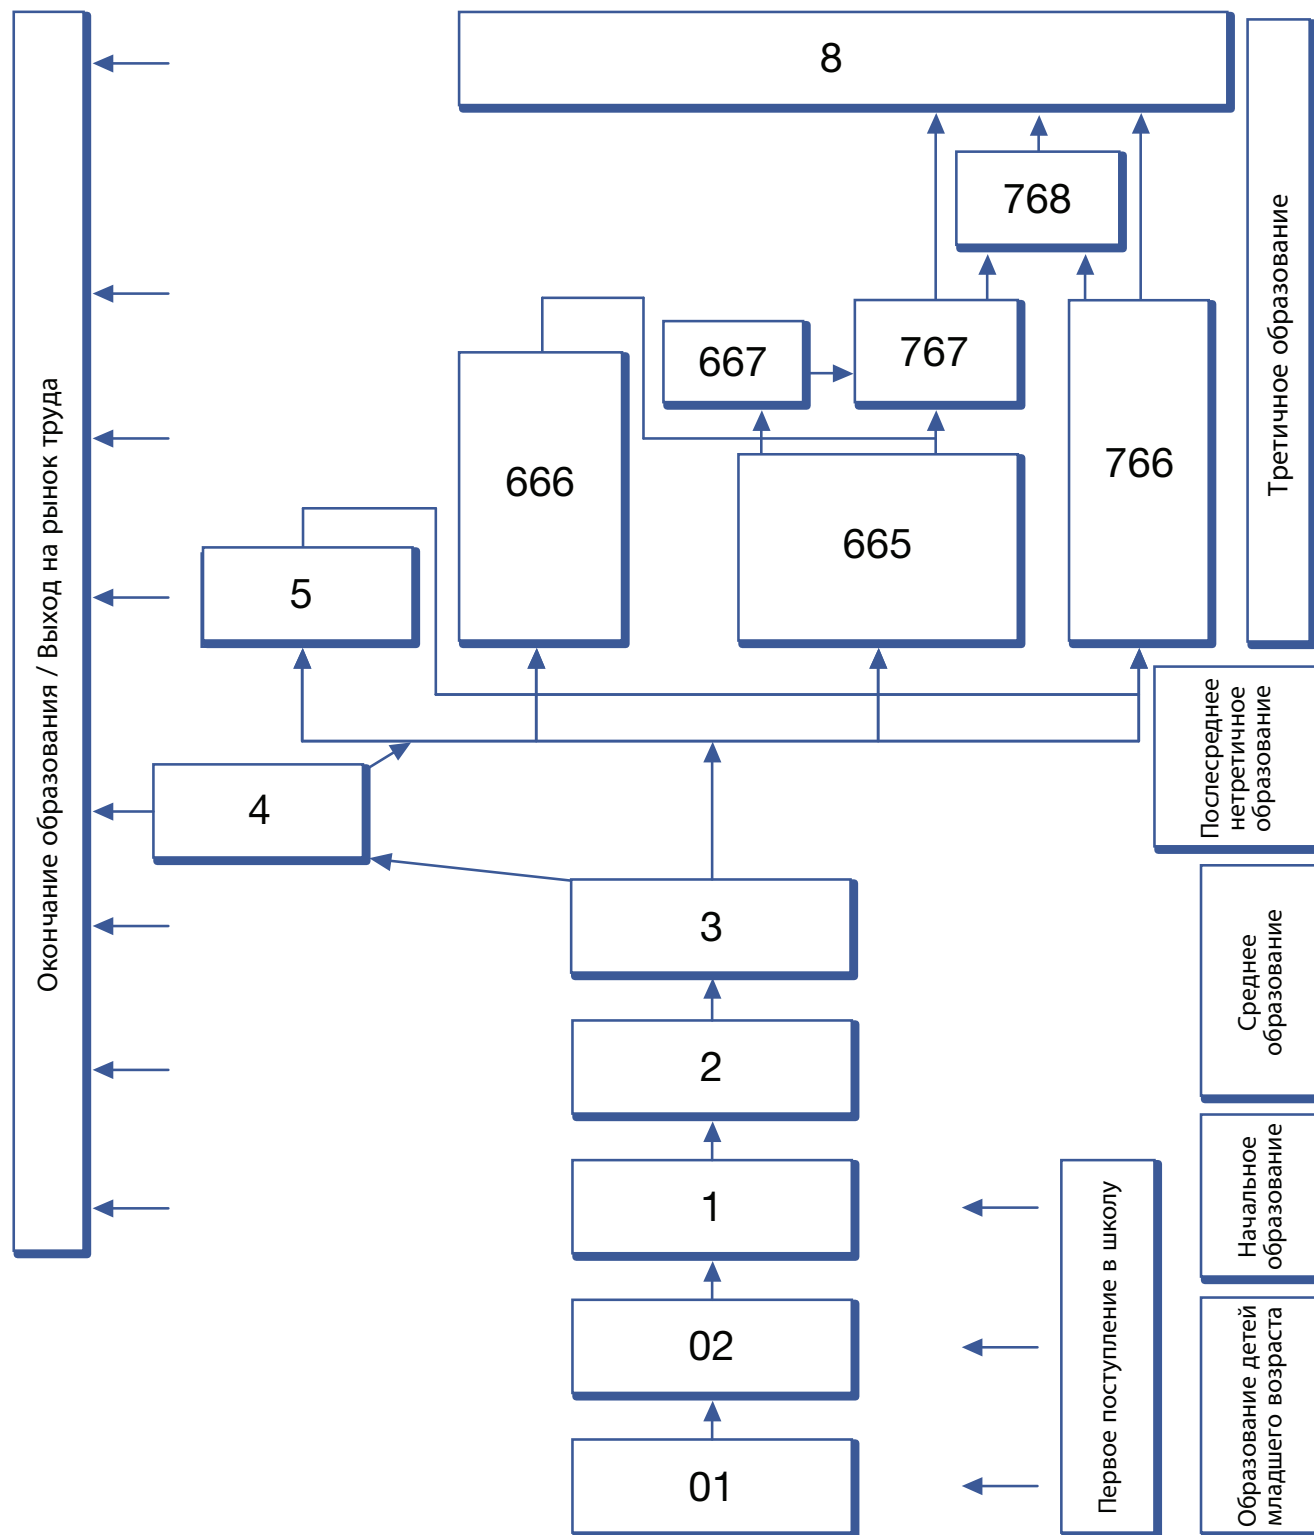 8
768
667
767
666
665
766
5
4
3
2
1
02
01
Окончание образования / Выход на рынок труда
Первое поступление в школу
Третичное образование
Послесреднее
нетретичное
образование
Среднее
образование
Начальное
образование
Образование детей
младшего возраста